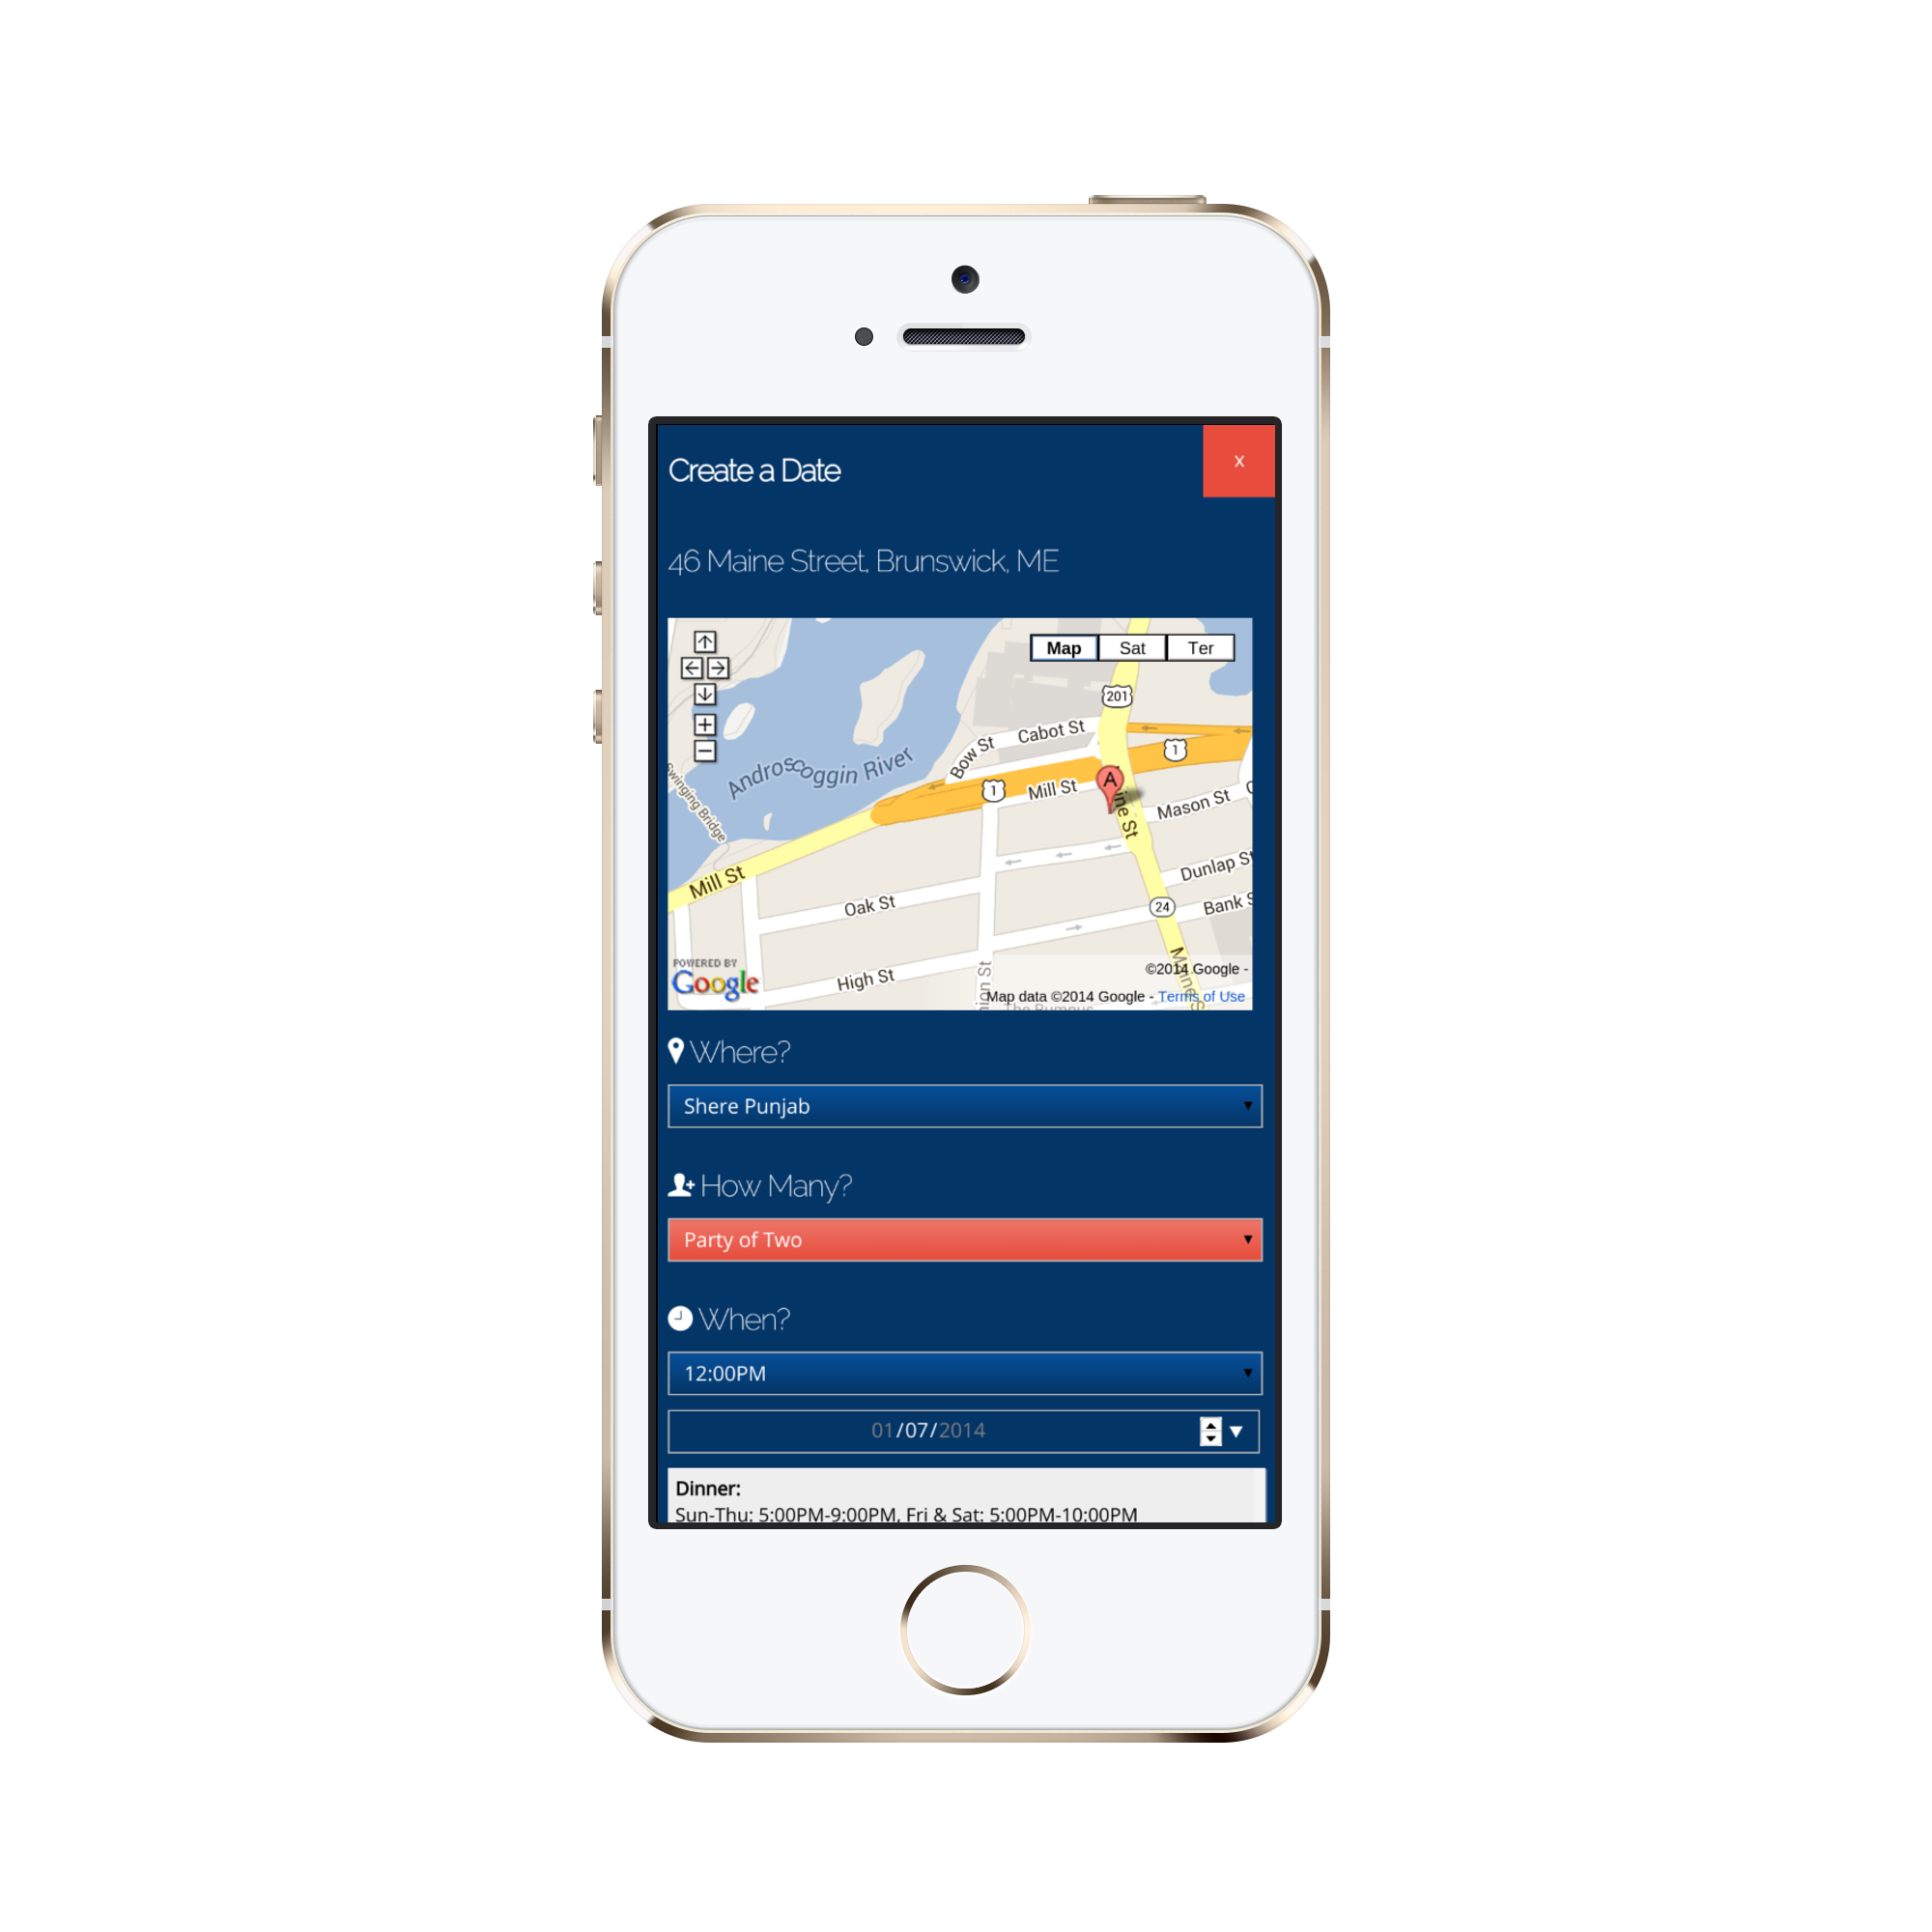 Create a Date
x
46 Maine Street, Brunswick, ME
Map Sat Ter
201
Cabot St
Bow St
1
Androscoggin River
1
Mill St
A
Mason St
Swinging Bridge
St
Dunlap St
Mill St
Oak St
24
Bank
High St
POWERED BY
Google
©2014 Google -
Map data ©2014 Google - Terms of Use
Where?
Shere Punjab
How Many?
Party of Two
When?
12:00PM
01/07/2014
Dinner:
Sun-Thu: 5:00PM-9:00PM, Fri & Sat: 5:00PM-10:00PM